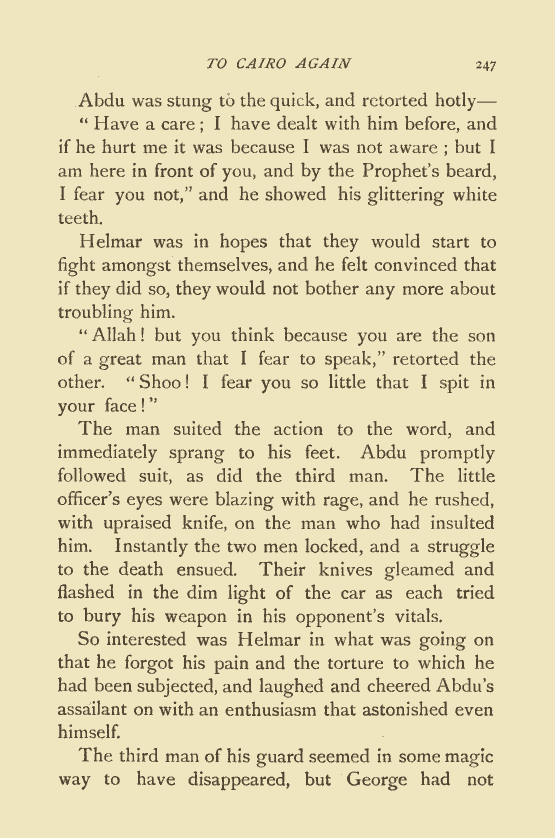 TO CAIRO AGAIN 247
Abdu was stung to the quick, and retorted hotly—
“ Have a care ; I have dealt with him before, and
if he hurt me it was because I was not aware ; but I
am here in front of you, and by the Prophet’s beard,
I fear you not,” and he showed his glittering white
teeth.
Helmar was in hopes that they would start to
fight amongst themselves, and he felt convinced that
if they did so, they would not bother any more about
troubling him.
“ Allah ! but you think because you are the son
of a great man that I fear to speak,” retorted the
other. “ Shoo ! I fear you so little that I spit in
your face ! ”
The man suited the action to the word, and
immediately sprang to his feet. Abdu promptly
followed suit, as did the third man. The little
officer’s eyes were blazing with rage, and he rushed,
with upraised knife, on the man who had insulted
him. Instantly the two men locked, and a struggle
to the death ensued. Their knives gleamed and
flashed in the dim light of the car as each tried
to bury his weapon in his opponent’s vitals.
So interested was Helmar in what was going on
that he forgot his pain and the torture to which he
had been subjected, and laughed and cheered Abdu’s
assailant on with an enthusiasm that astonished even
himself.
The third man of his guard seemed in some magic
way to have disappeared, but George had not